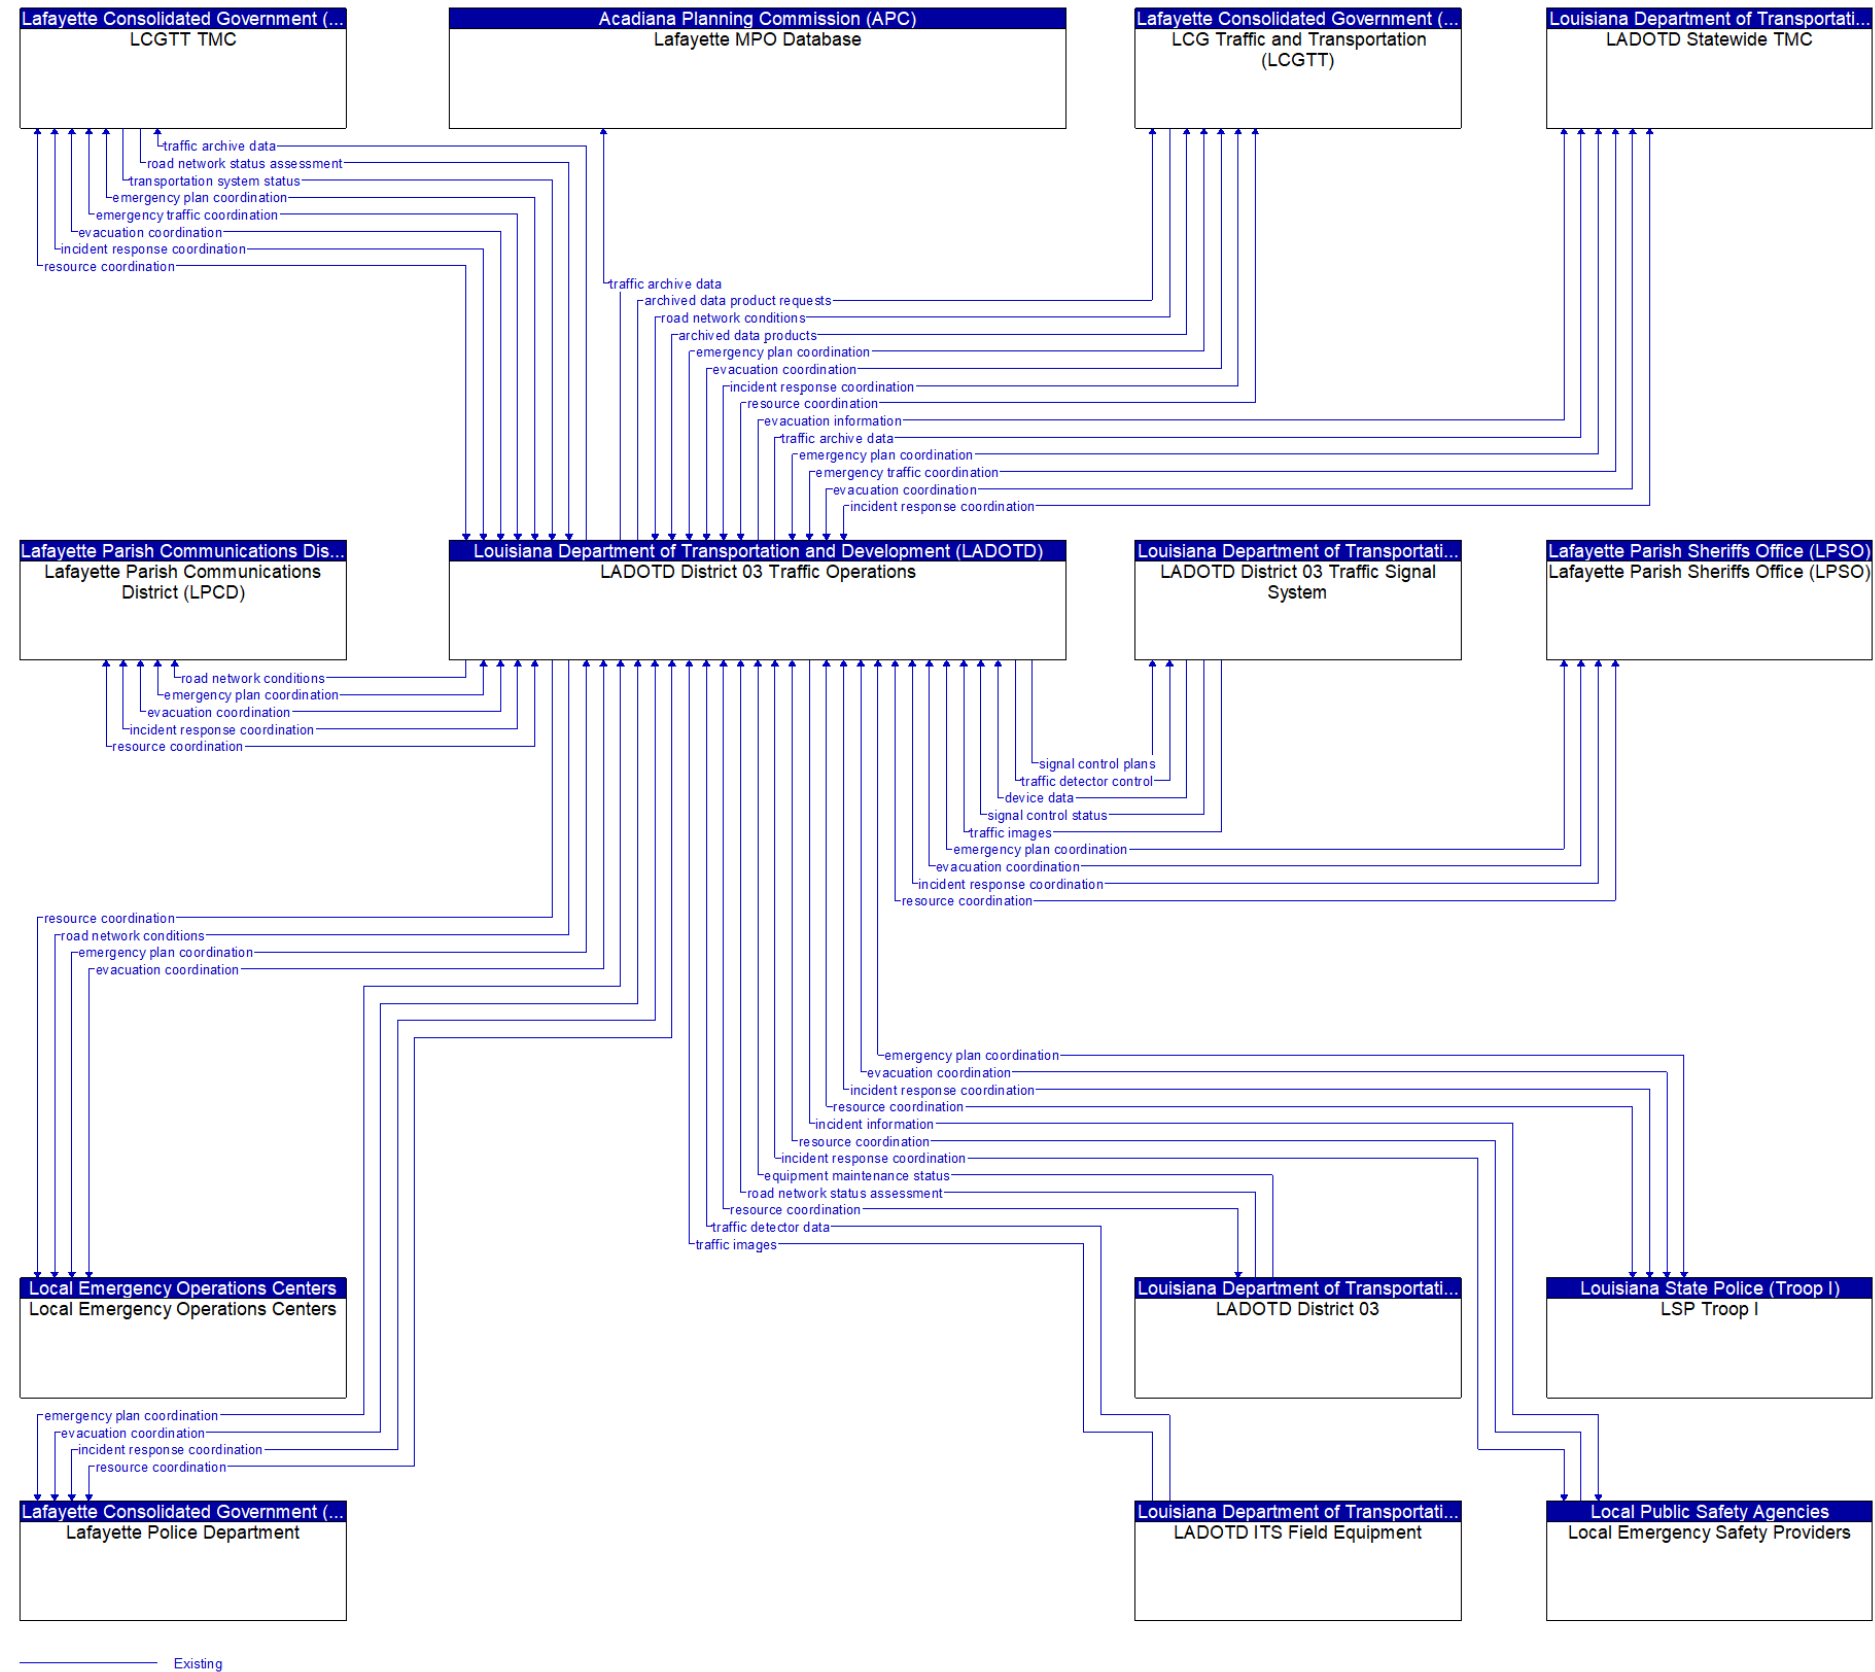 Lafayette Consolidated Government (...
LCGTT TMC
Acadiana Planning Commission (APC)
Lafayette MPO Database
Lafayette Consolidated Government (...
LCG Traffic and Transportation
(LCGTT)
Louisiana Department of Transportati...
LADOTD Statewide TMC
traffic archive data
road network status assessment
transportation system status
emergency plan coordination
emergency traffic coordination
evacuation coordination
incident response coordination
resource coordination
traffic archive data
archived data product requests
road network conditions
archived data products
emergency plan coordination
evacuation coordination
incident response coordination
resource coordination
evacuation information
traffic archive data
emergency plan coordination
emergency traffic coordination
evacuation coordination
incident response coordination
Lafayette Parish Communications Dis...
Lafayette Parish Communications
District (LPCD)
Louisiana Department of Transportation and Development (LADOTD)
LADOTD District 03 Traffic Operations
Louisiana Department of Transportati...
LADOTD District 03 Traffic Signal
System
Lafayette Parish Sheriffs Office (LPSO)
Lafayette Parish Sheriffs Office (LPSO)
road network conditions
emergency plan coordination
evacuation coordination
incident response coordination
resource coordination
signal control plans
traffic detector control
device data
signal control status
traffic images
emergency plan coordination
evacuation coordination
incident response coordination
resource coordination
resource coordination
road network conditions
emergency plan coordination
evacuation coordination
emergency plan coordination
evacuation coordination
incident response coordination
resource coordination
incident information
resource coordination
incident response coordination
equipment maintenance status
road network status assessment
resource coordination
traffic detector data
traffic images
Local Emergency Operations Centers
Local Emergency Operations Centers
Louisiana Department of Transportati...
LADOTD District 03
Louisiana State Police (Troop I)
LSP Troop I
emergency plan coordination
evacuation coordination
incident response coordination
resource coordination
Lafayette Consolidated Government (...
Lafayette Police Department
Louisiana Department of Transportati...
LADOTD ITS Field Equipment
Local Public Safety Agencies
Local Emergency Safety Providers
Existing